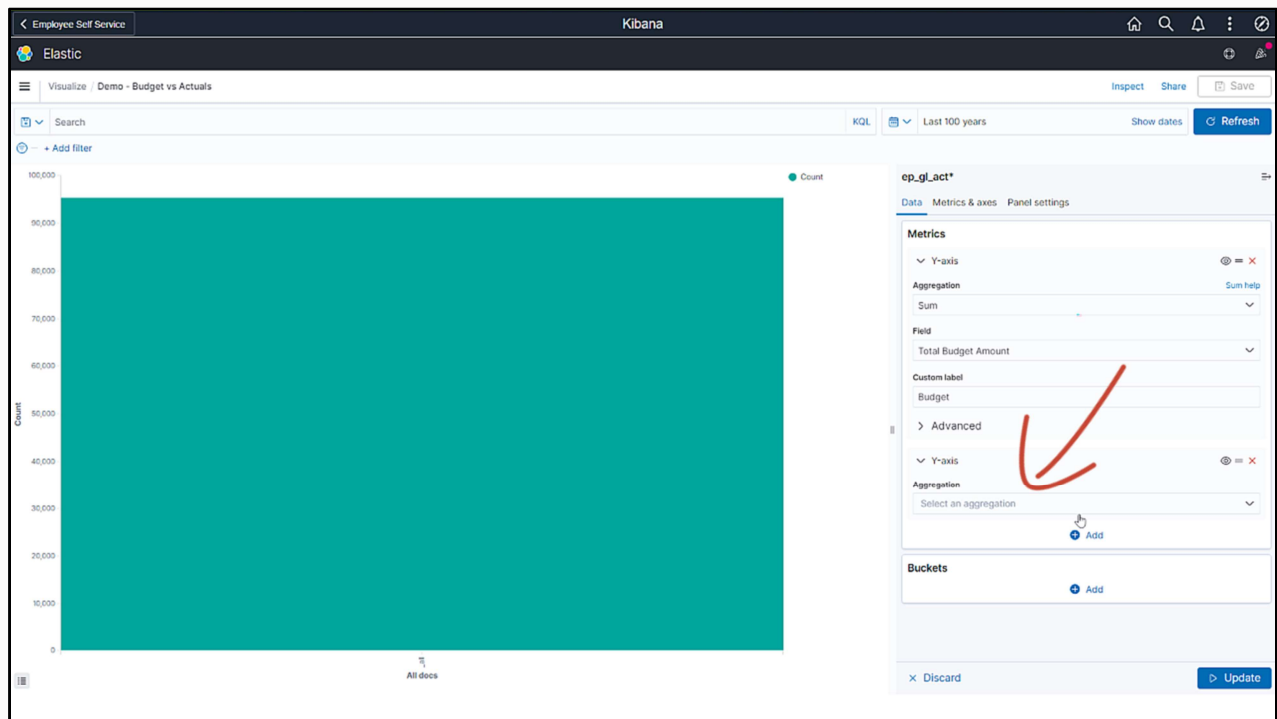 Employee Self Service
Kibana
Elastic
Visualize / Demo - Budget vs Actuals
Inspect Share Save
Search KQL Last 100 years Show dates Refresh
+ Add filter
100,000
90,000
80,000
70,000
60,000
50,000
40,000
30,000
20,000
10,000
0
Count
All docs
Count
ep_gl_act*
Data Metrics & axes Panel settings
Metrics
Y-axis
Aggregation Sum help
Sum
Field
Total Budget Amount
Custom label
Budget
Advanced
Y-axis
Aggregation
Select an aggregation
Add
Buckets
Add
Discard Update